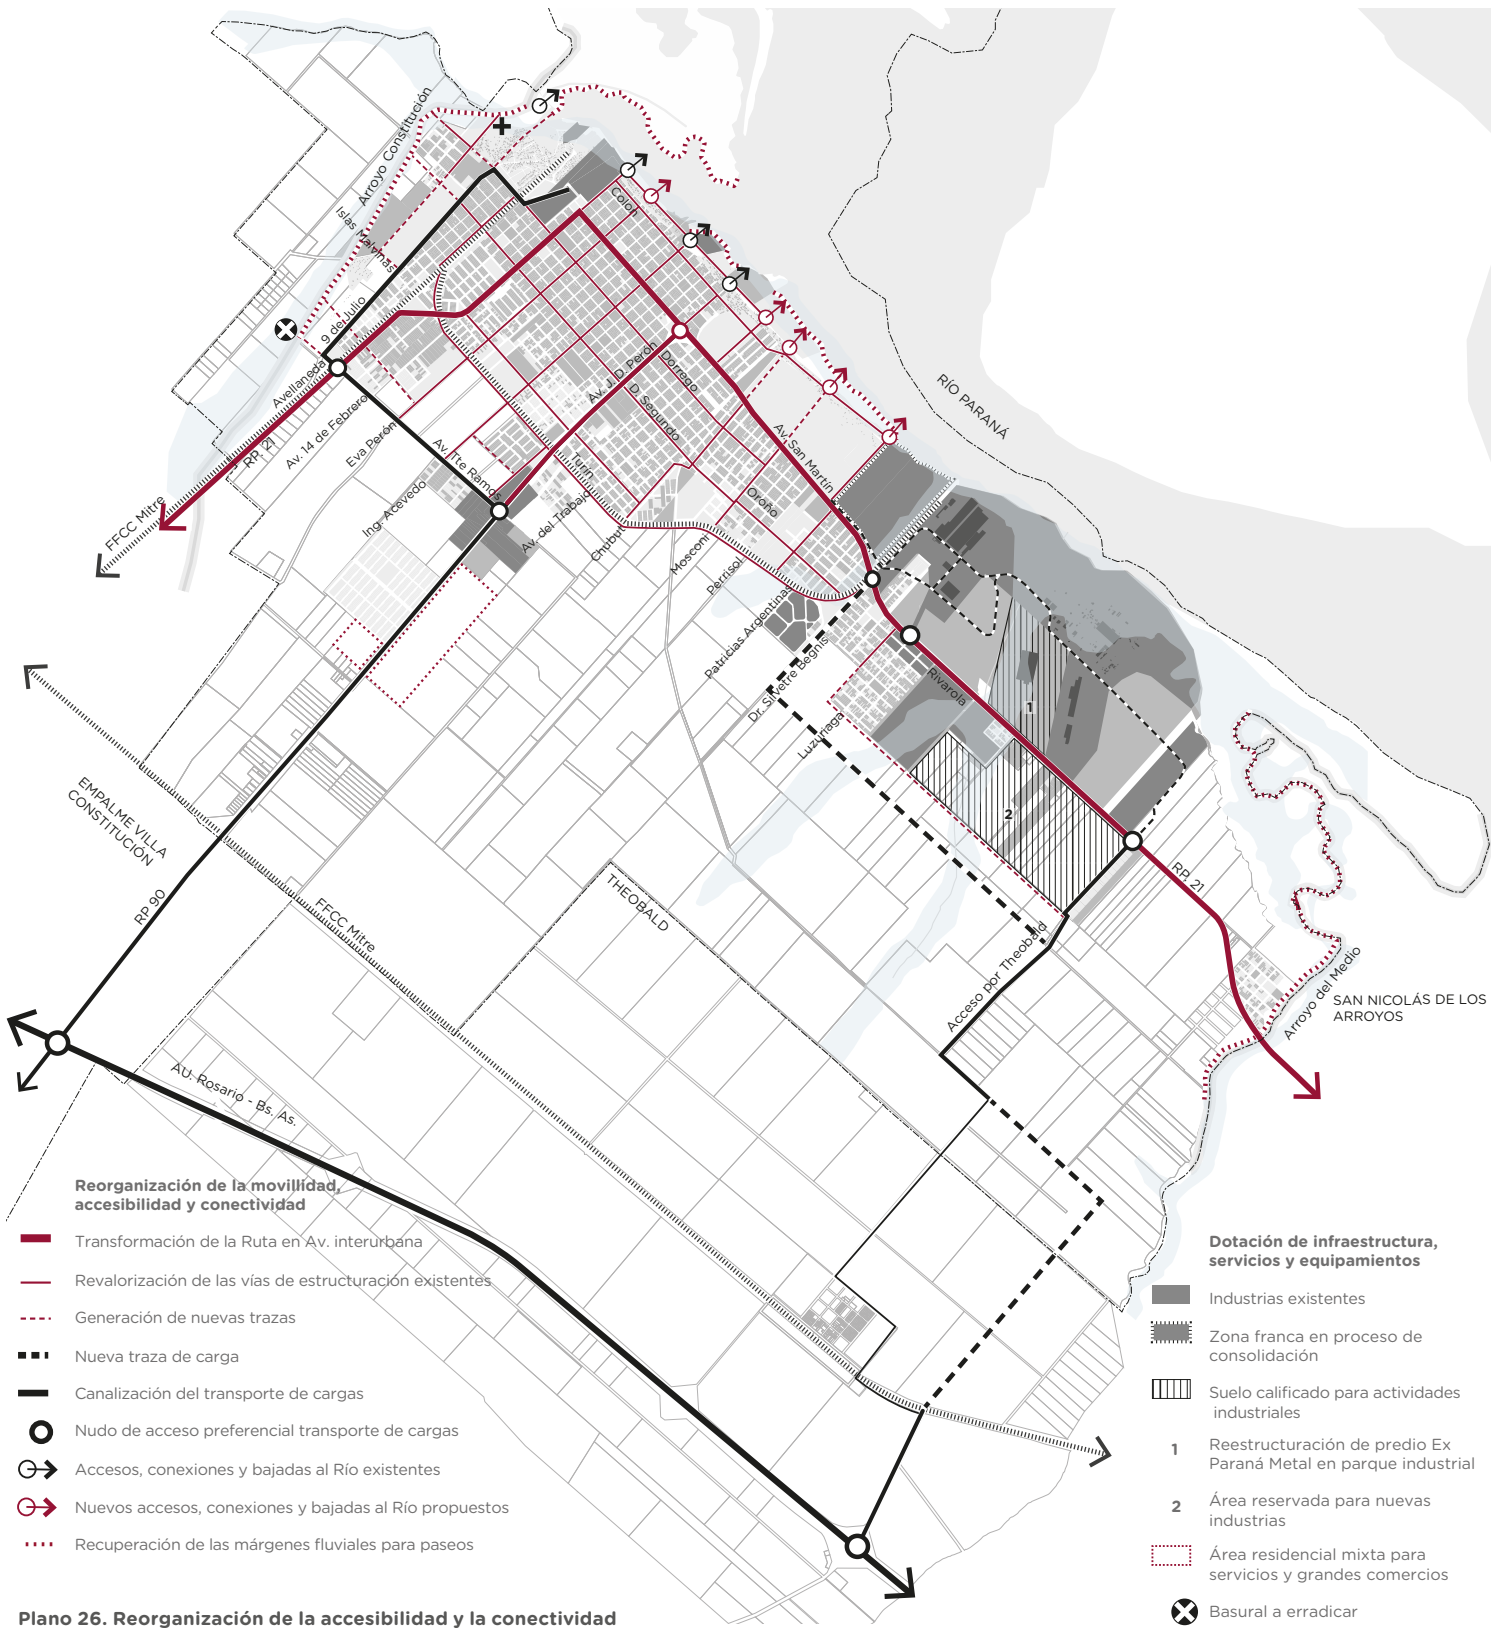 Arroyo Constitución
Islas Malvinas
Colón
9 de Julio
Avellaneda
RP. 21
Av. 14 de Febrero
Eva Perón
Av. Tte Ramos
Ing. Acevedo
FFCC Mitre
Av. J. D. Perón
Dorrego
D. Segundo
Av. San Martín
Turín
Oroño
Av. del Trabajo
Chubut
Mosconi
Perrisol
Patricias Argentinas
Dr. Silvetre Begnis
Luzuriaga
Rivarola
RÍO PARANÁ
1
2
RP. 21
EMPALME VILLA
CONSTITUCIÓN
RP 90
FFCC Mitre
THEOBALD
Acceso por Theobald
Arroyo del Medio
SAN NICOLÁS DE LOS
ARROYOS
AU. Rosario - Bs. As.
Reorganización de la movillidad,
accesibilidad y conectividad
Transformación de la Ruta en Av. interurbana
Revalorización de las vías de estructuración existentes
Generación de nuevas trazas
Nueva traza de carga
Canalización del transporte de cargas
Nudo de acceso preferencial transporte de cargas
Accesos, conexiones y bajadas al Río existentes
Nuevos accesos, conexiones y bajadas al Río propuestos
Recuperación de las márgenes fluviales para paseos
Dotación de infraestructura,
servicios y equipamientos
Industrias existentes
Zona franca en proceso de
consolidación
Suelo calificado para actividades
industriales
1 Reestructuración de predio Ex
Paraná Metal en parque industrial
2 Área reservada para nuevas
industrias
Área residencial mixta para
servicios y grandes comercios
Basural a erradicar
Plano 26. Reorganización de la accesibilidad y la conectividad